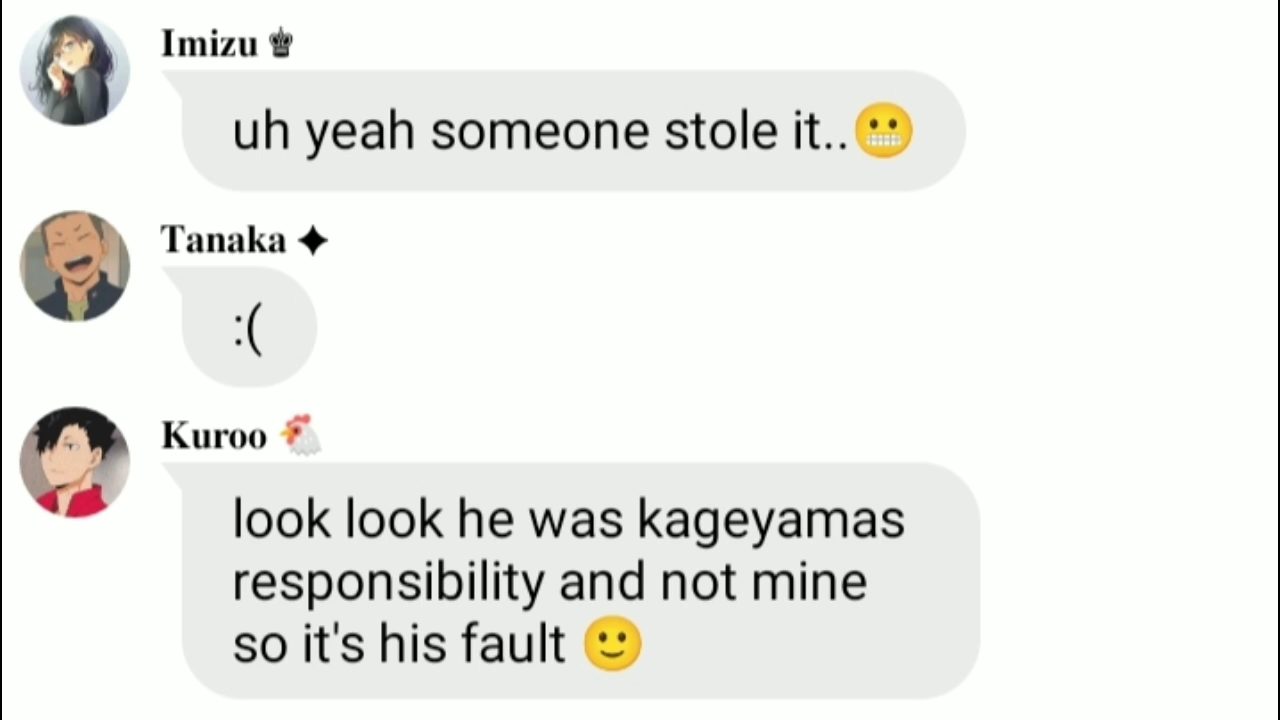 Imizu ♚
uh yeah someone stole it..😬
Tanaka ✦
:(
Kuroo 🐔
look look he was kageyamas
responsibility and not mine
so it's his fault 🙂